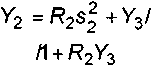 Y₂ = R₂s₂² + Y₃/
/1 + R₂Y₃